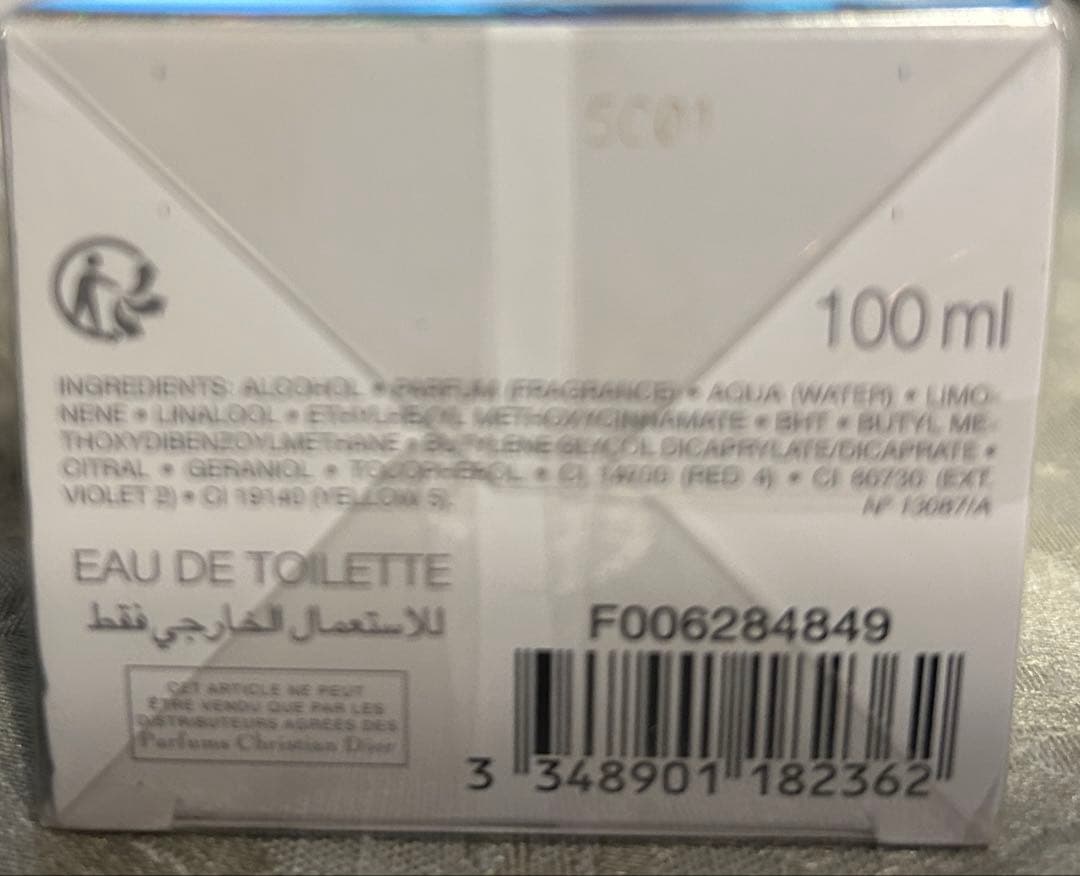 5C01
100 ml
INGREDIENTS: ALCOHOL • PARFUM (FRAGRANCE) • AQUA (WATER) • LIMO-
NENE • LINALOOL • ETHYLHEXYL METHOXYCINNAMATE • BHT • BUTYL ME-
THOXYDIBENZOYLMETHANE • BUTYLENE GLYCOL DICAPRYLATE/DICAPRATE •
CITRAL • GERANIOL • TOCOPHEROL • CI 14700 (RED 4) • CI 60730 (EXT.
VIOLET 2) • CI 19140 (YELLOW 5).
N° 13087/A
EAU DE TOILETTE
للاستعمال الخارجي فقط
CET ARTICLE NE PEUT
ÊTRE VENDU QUE PAR LES
DISTRIBUTEURS AGRÉÉS DES
Parfums Christian Dior
F006284849
3 348901 182362